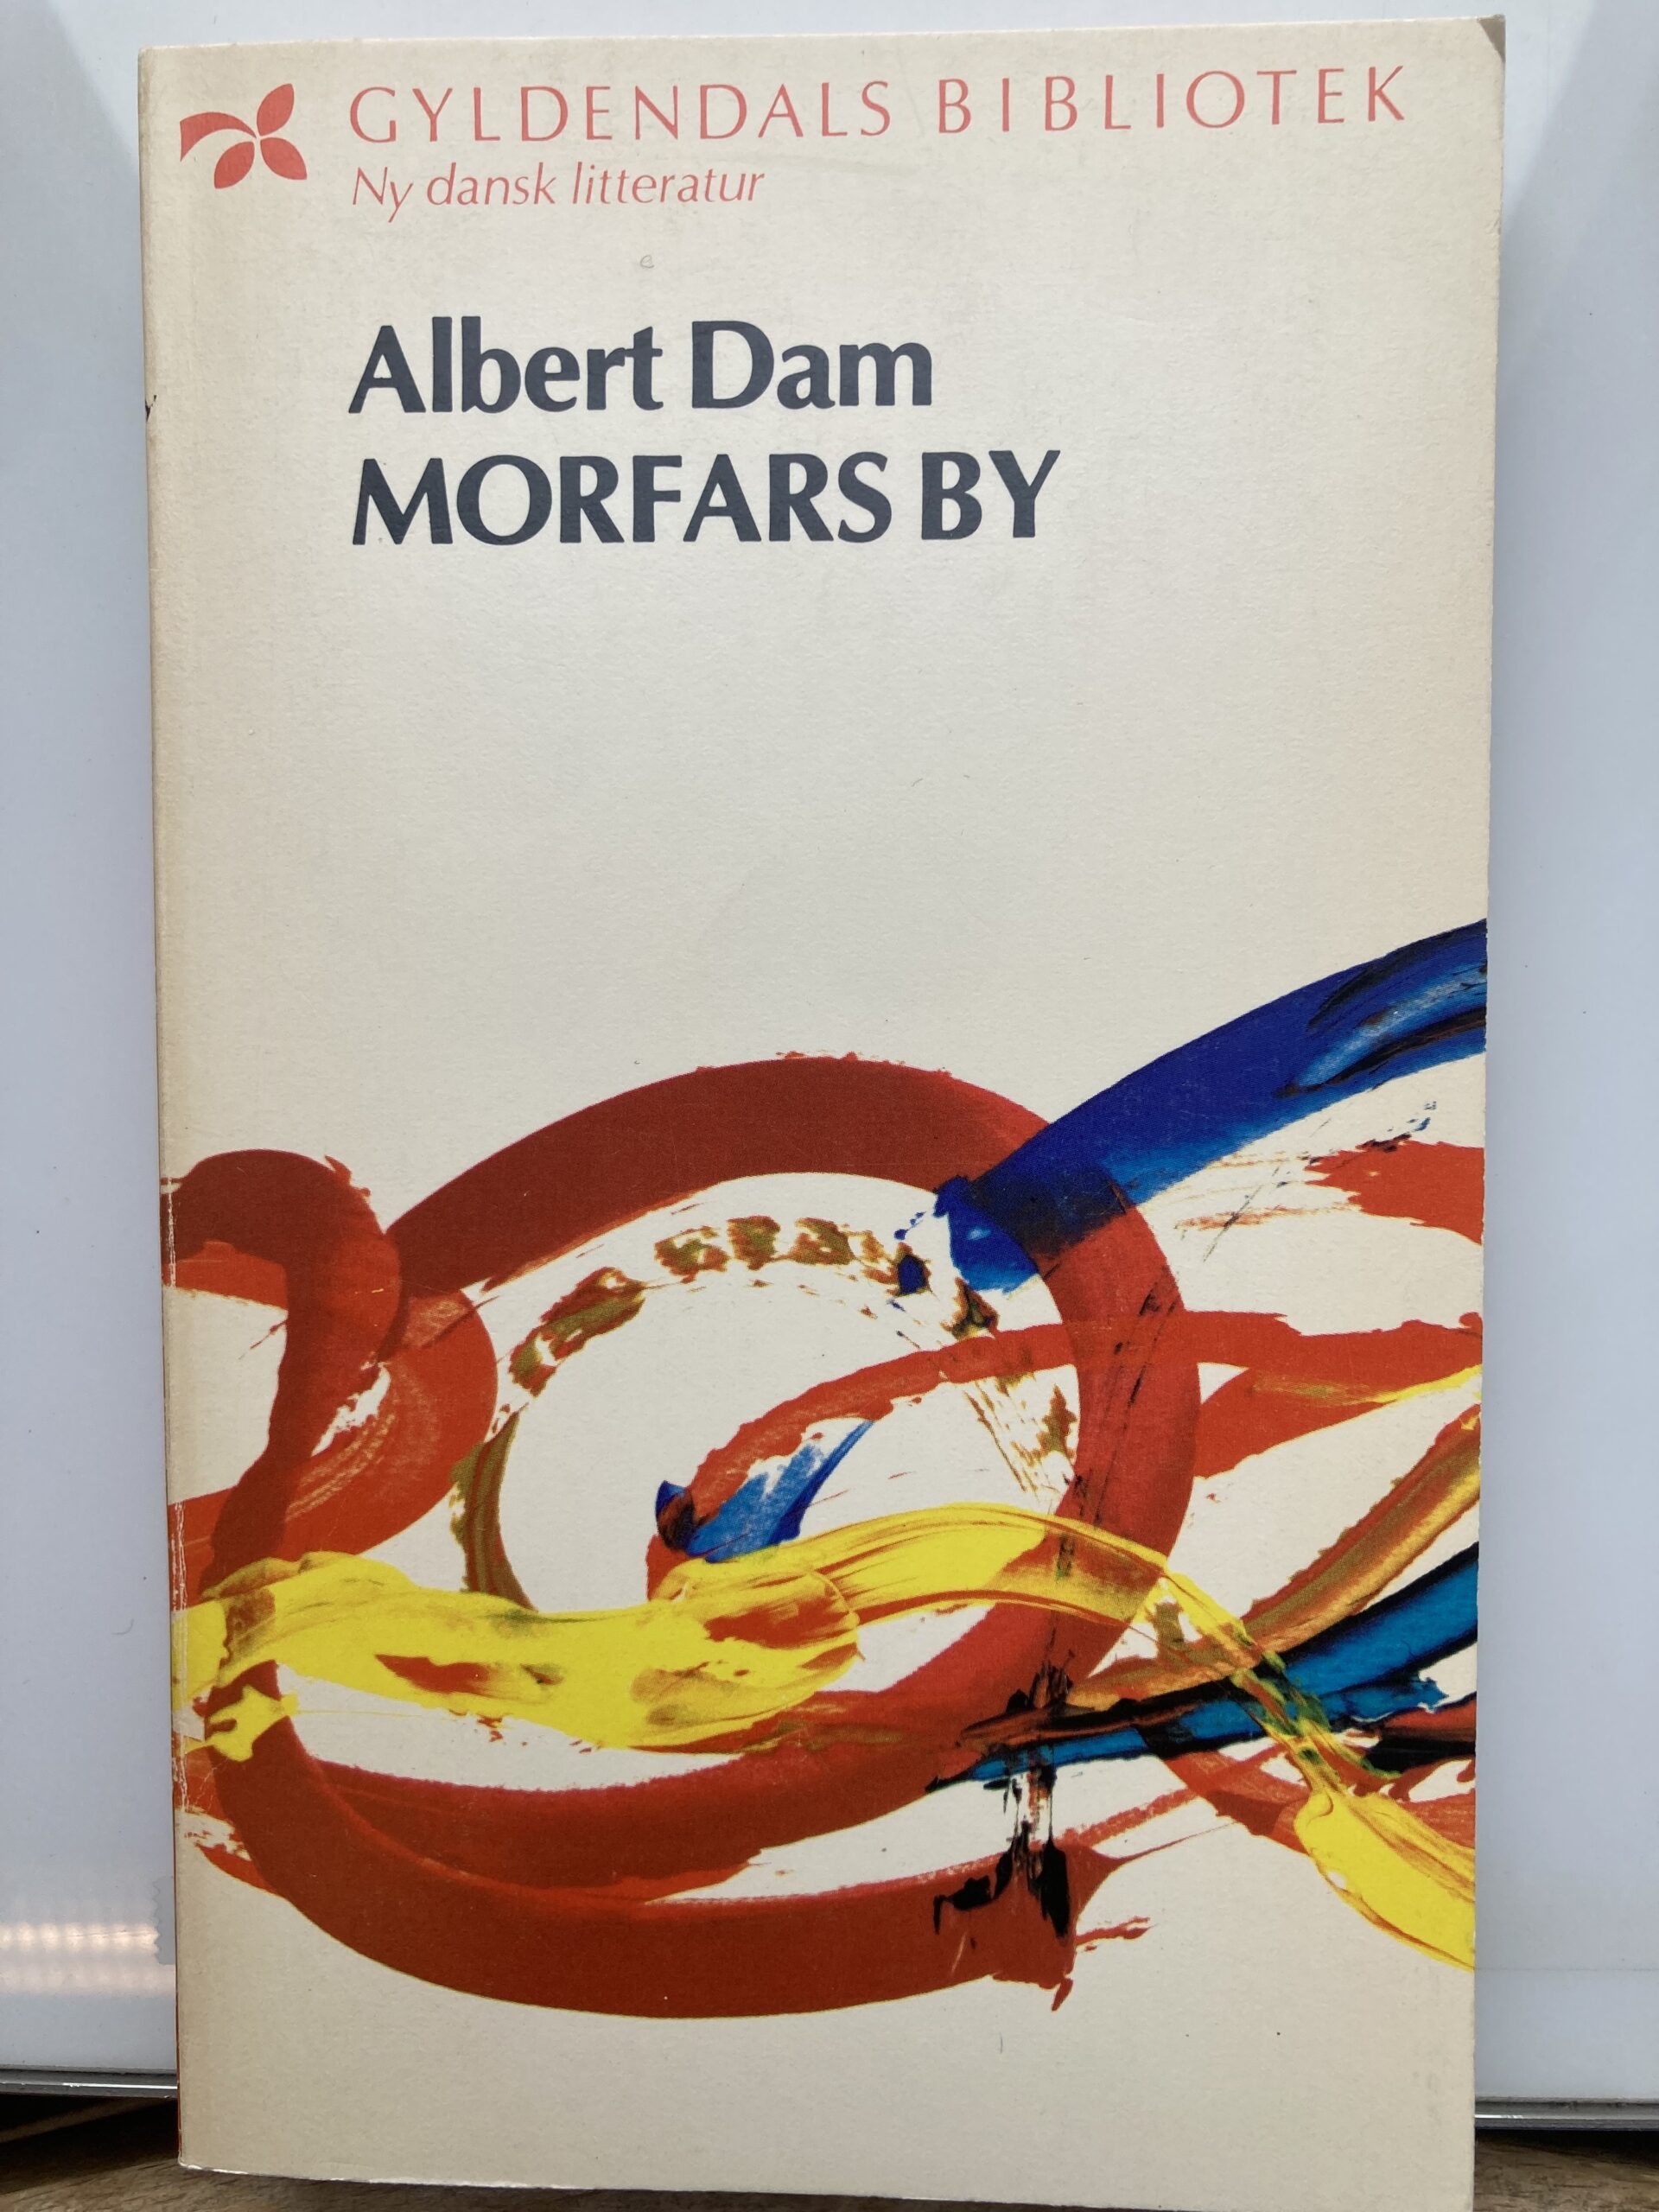 GYLDENDALS BIBLIOTEK
Ny dansk litteratur
Albert Dam
MORFARS BY